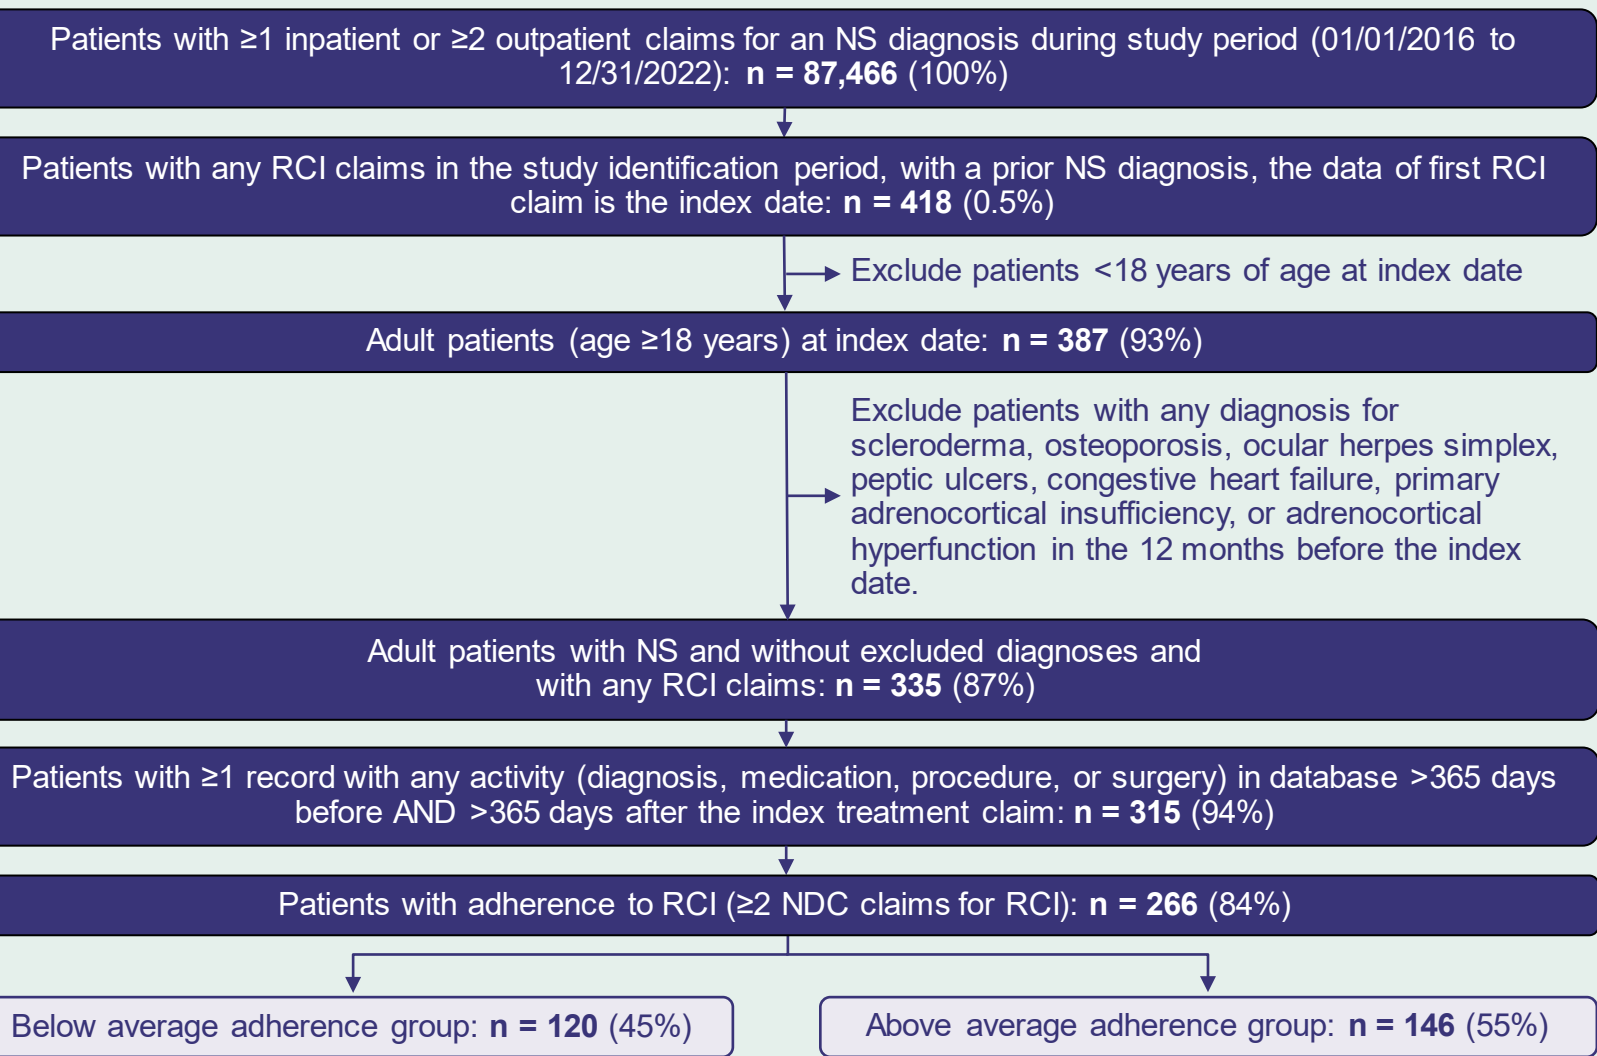 Patients with ≥1 inpatient or ≥2 outpatient claims for an NS diagnosis during study period (01/01/2016 to
12/31/2022): n = 87,466 (100%)
Patients with any RCI claims in the study identification period, with a prior NS diagnosis, the data of first RCI
claim is the index date: n = 418 (0.5%)
Exclude patients <18 years of age at index date
Adult patients (age ≥18 years) at index date: n = 387 (93%)
Exclude patients with any diagnosis for
scleroderma, osteoporosis, ocular herpes simplex,
peptic ulcers, congestive heart failure, primary
adrenocortical insufficiency, or adrenocortical
hyperfunction in the 12 months before the index
date.
Adult patients with NS and without excluded diagnoses and
with any RCI claims: n = 335 (87%)
Patients with ≥1 record with any activity (diagnosis, medication, procedure, or surgery) in database >365 days
before AND >365 days after the index treatment claim: n = 315 (94%)
Patients with adherence to RCI (≥2 NDC claims for RCI): n = 266 (84%)
Below average adherence group: n = 120 (45%)
Above average adherence group: n = 146 (55%)